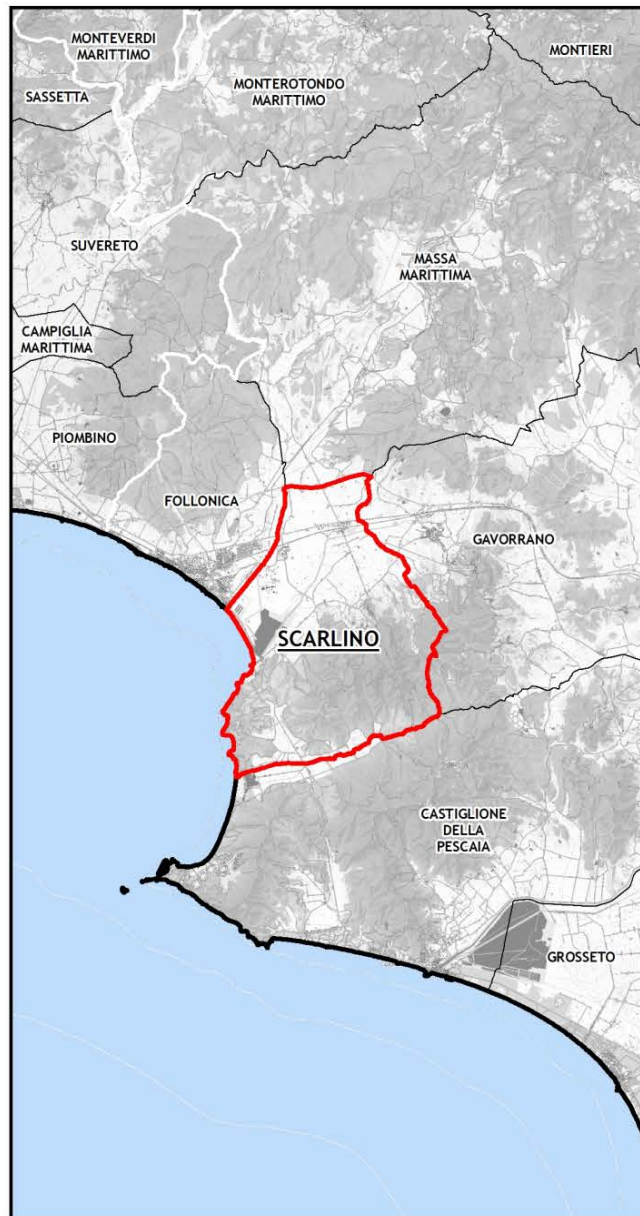 MONTEVERDI
MARITTIMO
MONTIERI
SASSETTA
MONTEROTONDO
MARITTIMO
SUVERETO
MASSA
MARITTIMA
CAMPIGLIA
MARITTIMA
PIOMBINO
FOLLONICA
GAVORRANO
SCARLINO
CASTIGLIONE
DELLA
PESCAIA
GROSSETO